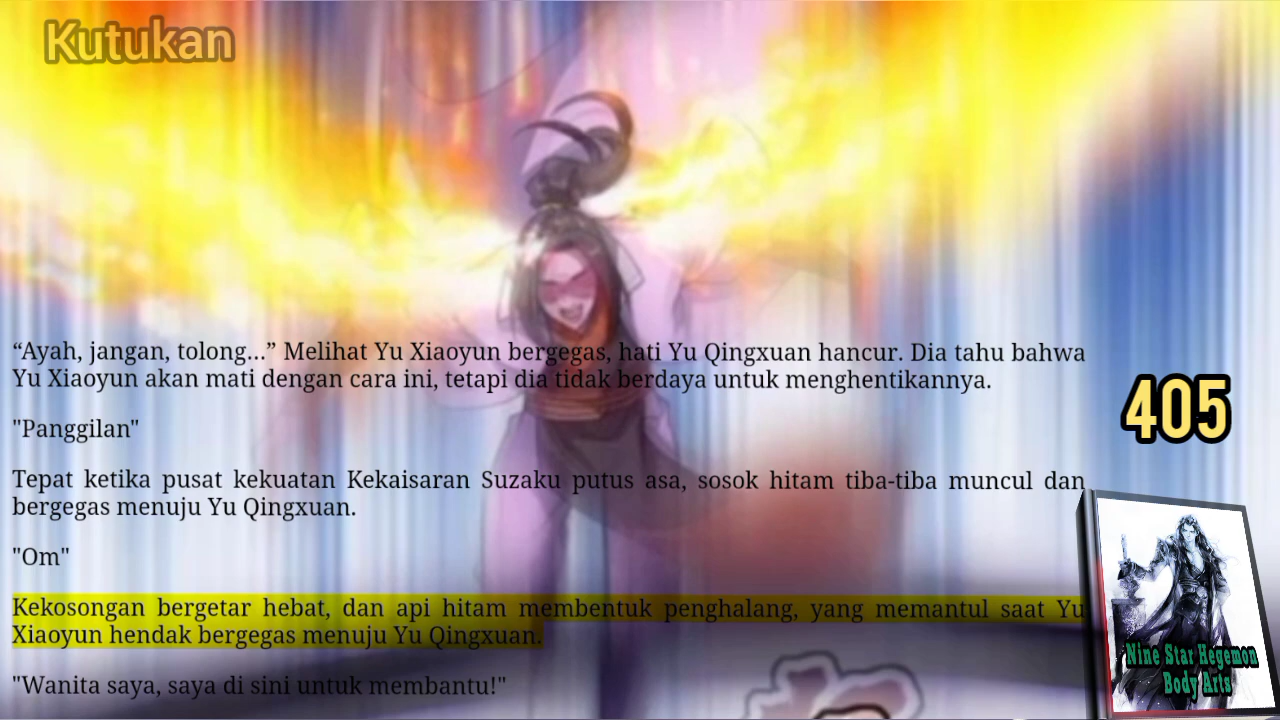 Kutukan
“Ayah, jangan, tolong...” Melihat Yu Xiaoyun bergegas, hati Yu Qingxuan hancur. Dia tahu bahwa
Yu Xiaoyun akan mati dengan cara ini, tetapi dia tidak berdaya untuk menghentikannya.
"Panggilan"
Tepat ketika pusat kekuatan Kekaisaran Suzaku putus asa, sosok hitam tiba-tiba muncul dan
bergegas menuju Yu Qingxuan.
"Om"
Kekosongan bergetar hebat, dan api hitam membentuk penghalang, yang memantul saat Yu
Xiaoyun hendak bergegas menuju Yu Qingxuan.
"Wanita saya, saya di sini untuk membantu!"
405
Nine Star Hegemon
Body Arts